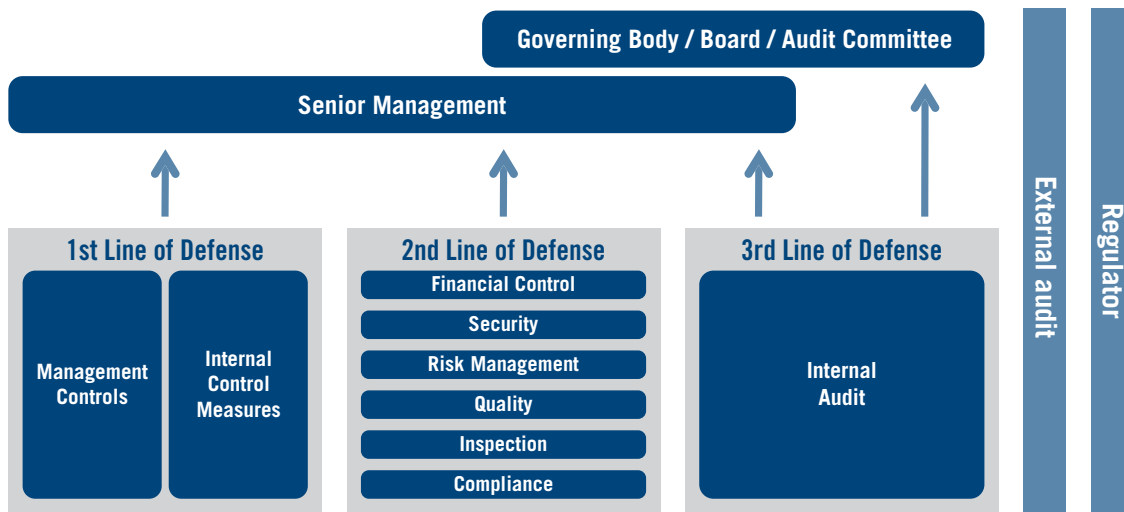 Governing Body / Board / Audit Committee
Senior Management
1st Line of Defense
Management
Controls
Internal
Control
Measures
2nd Line of Defense
Financial Control
Security
Risk Management
Quality
Inspection
Compliance
3rd Line of Defense
Internal
Audit
External audit
Regulator